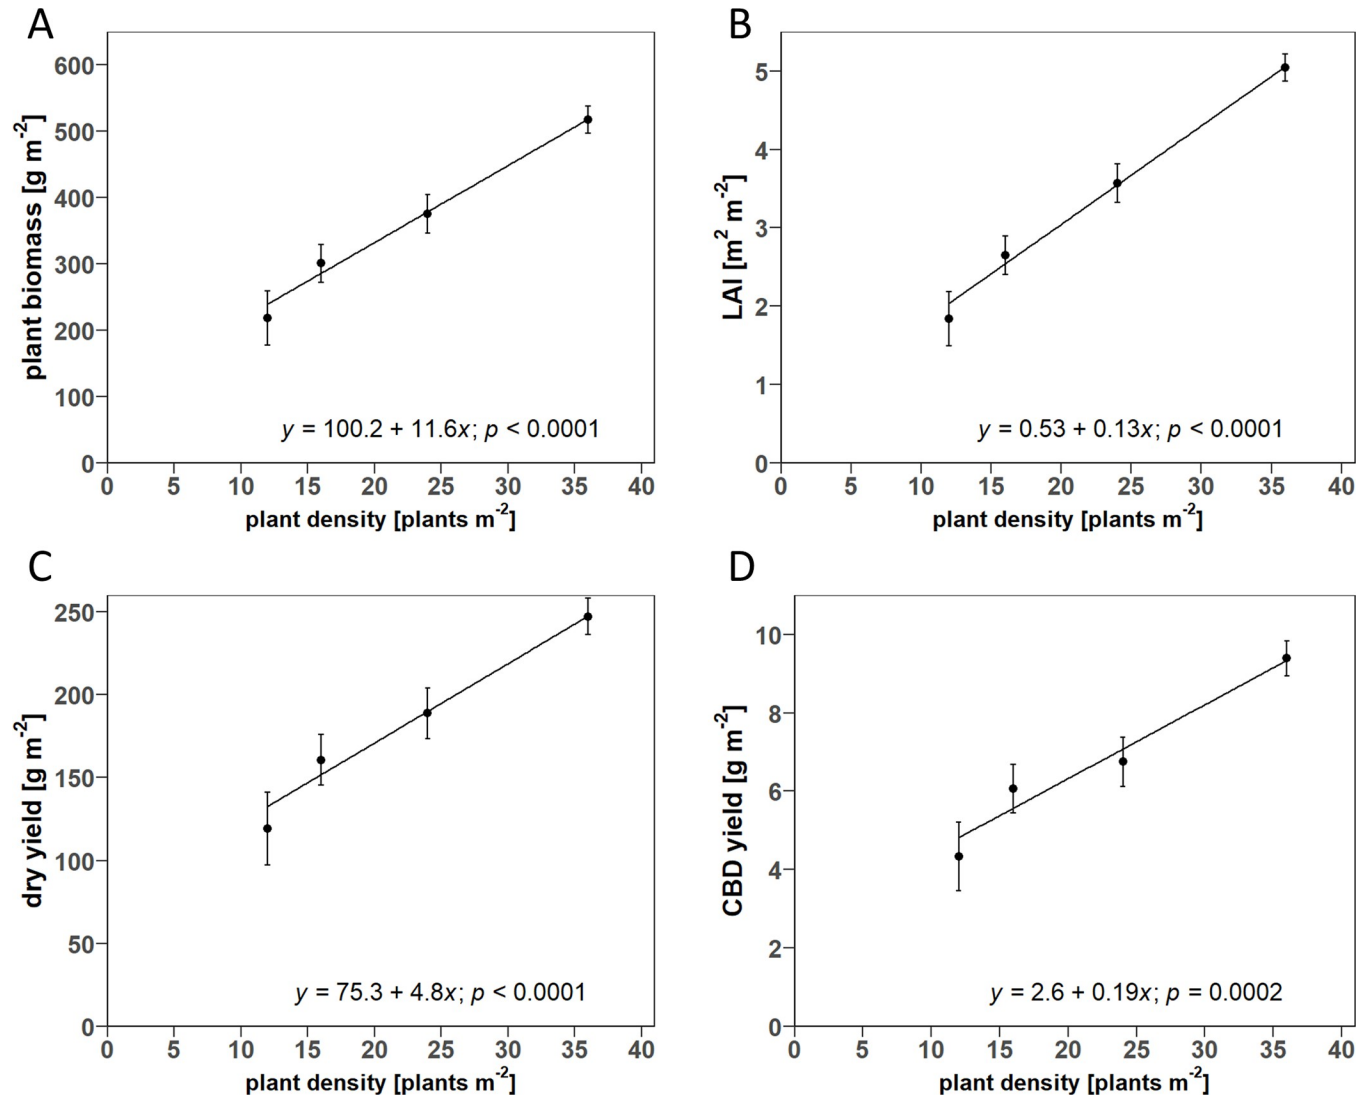 A
plant biomass [g m⁻²]
600
500
400
300
200
100
0
y = 100.2 + 11.6x; p < 0.0001
0 5 10 15 20 25 30 35 40
plant density [plants m⁻²]
B
LAI [m² m⁻²]
5
4
3
2
1
0
y = 0.53 + 0.13x; p < 0.0001
0 5 10 15 20 25 30 35 40
plant density [plants m⁻²]
C
dry yield [g m⁻²]
250
200
150
100
50
0
y = 75.3 + 4.8x; p < 0.0001
0 5 10 15 20 25 30 35 40
plant density [plants m⁻²]
D
CBD yield [g m⁻²]
10
8
6
4
2
0
y = 2.6 + 0.19x; p = 0.0002
0 5 10 15 20 25 30 35 40
plant density [plants m⁻²]